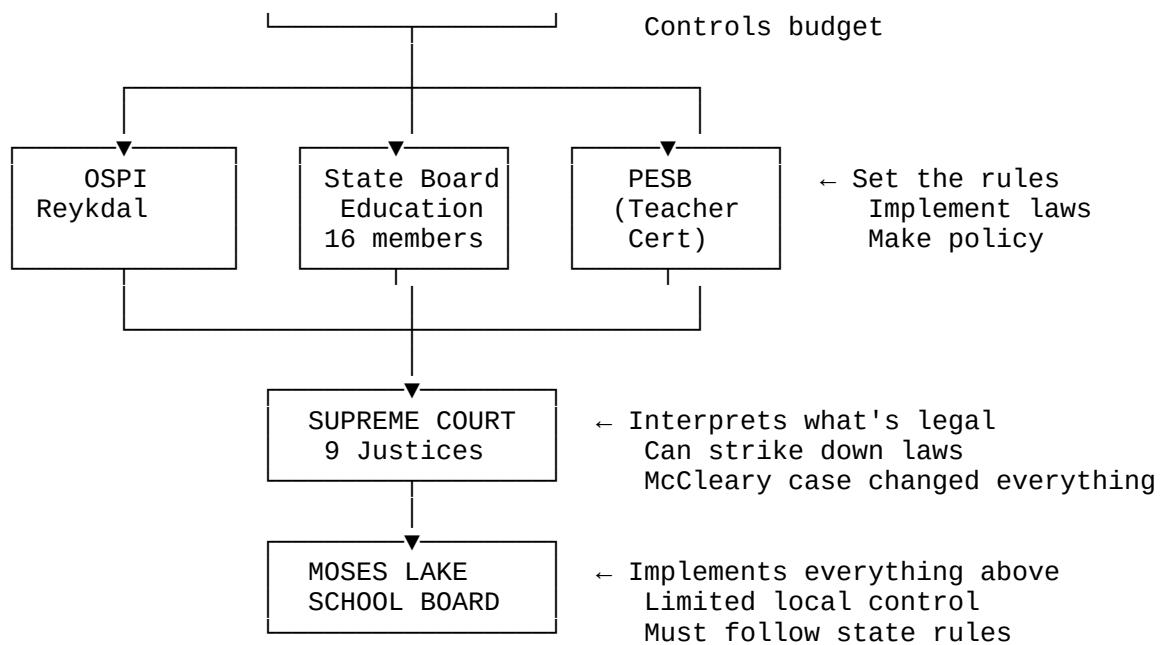 Controls budget
OSPI
Reykdal
State Board
Education
16 members
PESB
(Teacher
Cert)
← Set the rules
Implement laws
Make policy
SUPREME COURT
9 Justices
← Interprets what's legal
Can strike down laws
McCleary case changed everything
MOSES LAKE
SCHOOL BOARD
← Implements everything above
Limited local control
Must follow state rules